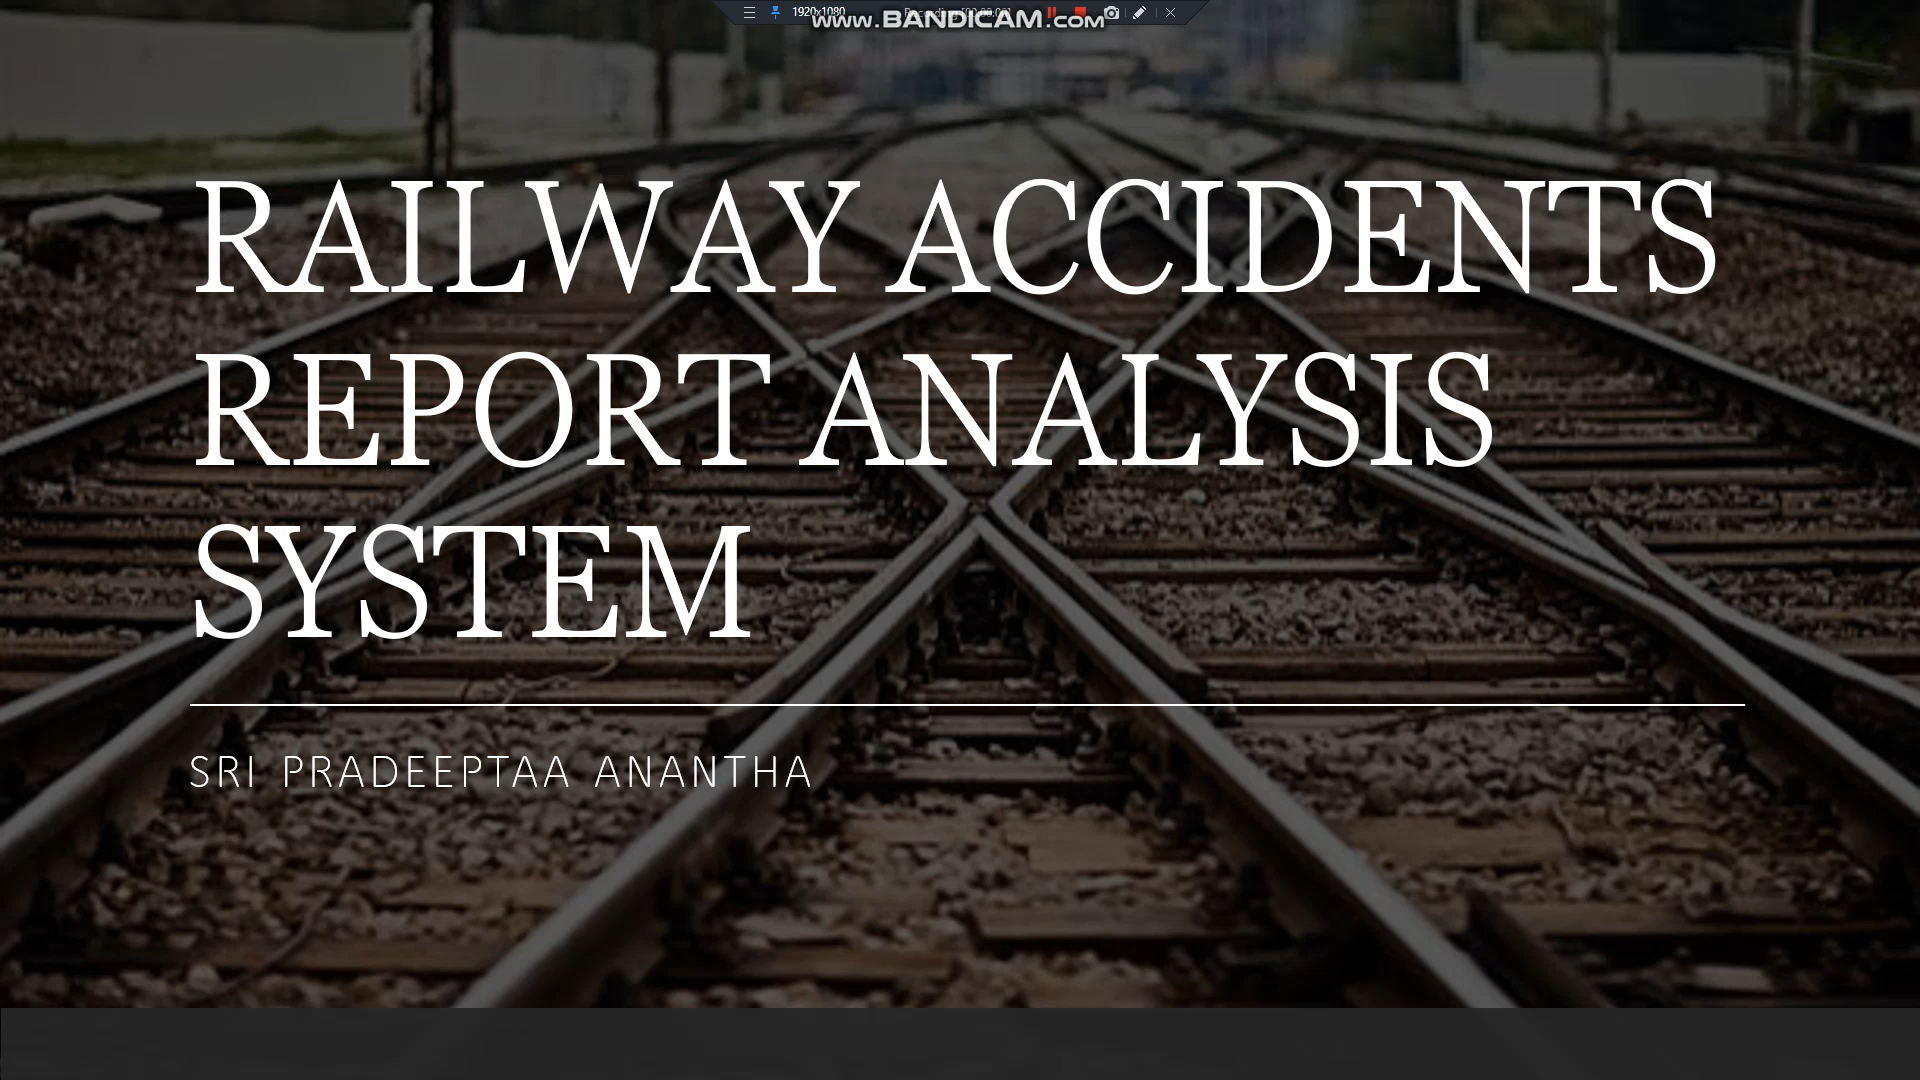 1920x1080
www.BANDICAM.COM
RAILWAY ACCIDENTS
REPORT ANALYSIS
SYSTEM
SRI PRADEEPTAA ANANTHA